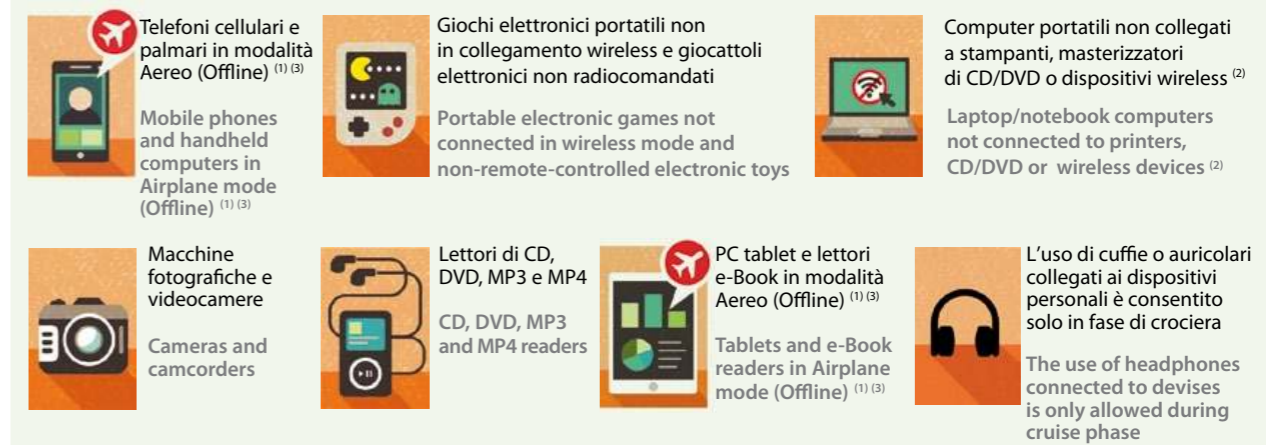 Telefoni cellulari e
palmari in modalità
Aereo (Offline) (1) (3)
Mobile phones
and handheld
computers in
Airplane mode
(Offline) (1) (3)
Giochi elettronici portatili non
in collegamento wireless e giocattoli
elettronici non radiocomandati
Portable electronic games not
connected in wireless mode and
non-remote-controlled electronic toys
Computer portatili non collegati
a stampanti, masterizzatori
di CD/DVD o dispositivi wireless (2)
Laptop/notebook computers
not connected to printers,
CD/DVD or wireless devices (2)
Macchine
fotografiche e
videocamere
Cameras and
camcorders
Lettori di CD,
DVD, MP3 e MP4
CD, DVD, MP3
and MP4 readers
PC tablet e lettori
e-Book in modalità
Aereo (Offline) (1) (3)
Tablets and e-Book
readers in Airplane
mode (Offline) (1) (3)
L’uso di cuffie o auricolari
collegati ai dispositivi
personali è consentito
solo in fase di crociera
The use of headphones
connected to devises
is only allowed during
cruise phase